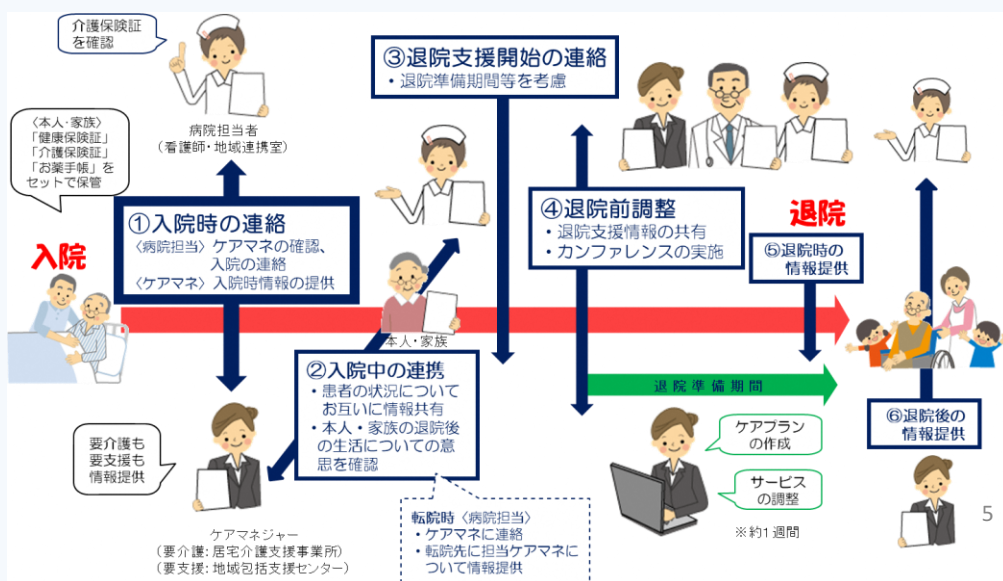 介護保険証
を確認
病院担当者
(看護師・地域連携室)
〈本人・家族〉
「健康保険証」
「介護保険証」
「お薬手帳」を
セットで保管
入院
①入院時の連絡
〈病院担当〉ケアマネの確認、
入院の連絡
〈ケアマネ〉入院時情報の提供
③退院支援開始の連絡
・退院準備期間等を考慮
本人・家族
②入院中の連携
・患者の状況について
お互いに情報共有
・本人・家族の退院後
の生活についての意
思を確認
要介護も
要支援も
情報提供
ケアマネジャー
(要介護:居宅介護支援事業所)
(要支援:地域包括支援センター)
転院時〈病院担当〉
・ケアマネに連絡
・転院先に担当ケアマネに
ついて情報提供
④退院前調整
・退院支援情報の共有
・カンファレンスの実施
退院
⑤退院時の
情報提供
退院準備期間
ケアプラン
の作成
サービス
の調整
※約1週間
⑥退院後の
情報提供
5